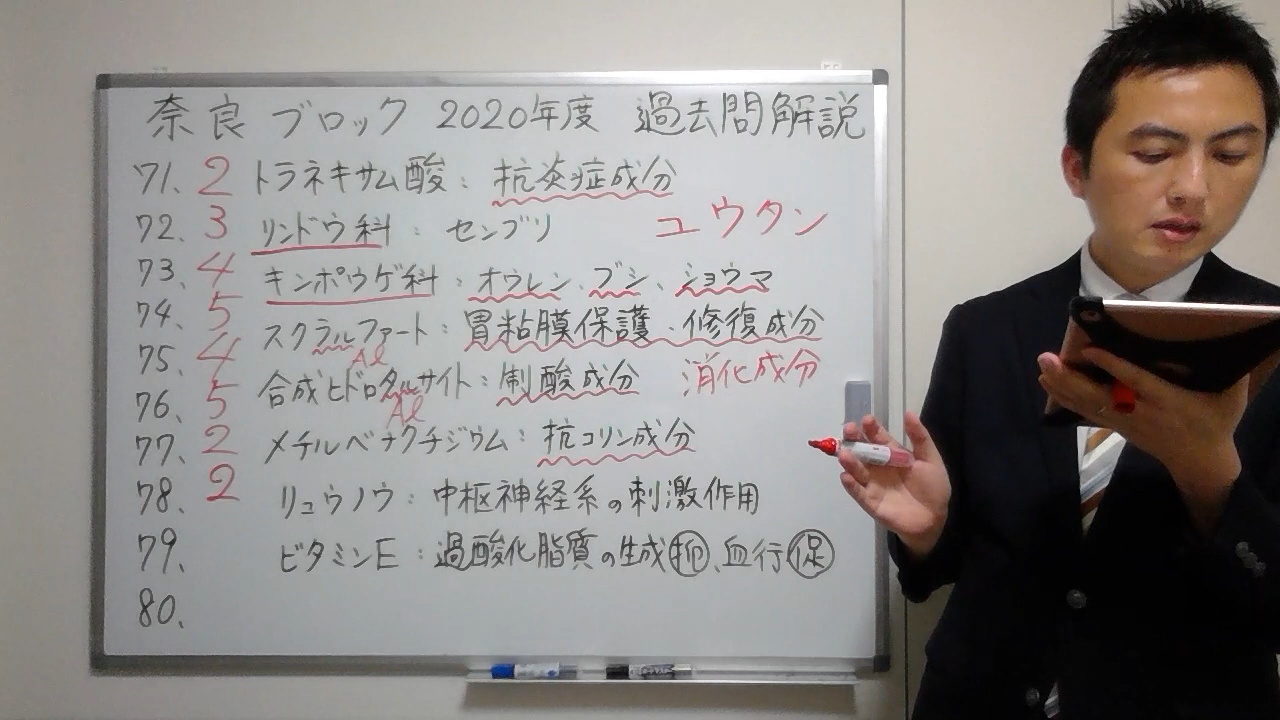 奈良ブロック 2020年度 過去問解説
71. 2 トラネキサム酸：抗炎症成分
72. 3 リンドウ科：センブリ ユウタン
73. 4 キンポウゲ科：オウレン、ブシ、ショウマ
74. 5 スクラルファート：胃粘膜保護、修復成分
Al
75. 4 合成ヒドロタルサイト：制酸成分 消化成分
Al
76. 5
77. 2 メチルベナクチジウム：抗コリン成分
78. 2 リュウノウ：中枢神経系の刺激作用
79. ビタミンE：過酸化脂質の生成抑、血行促
80.